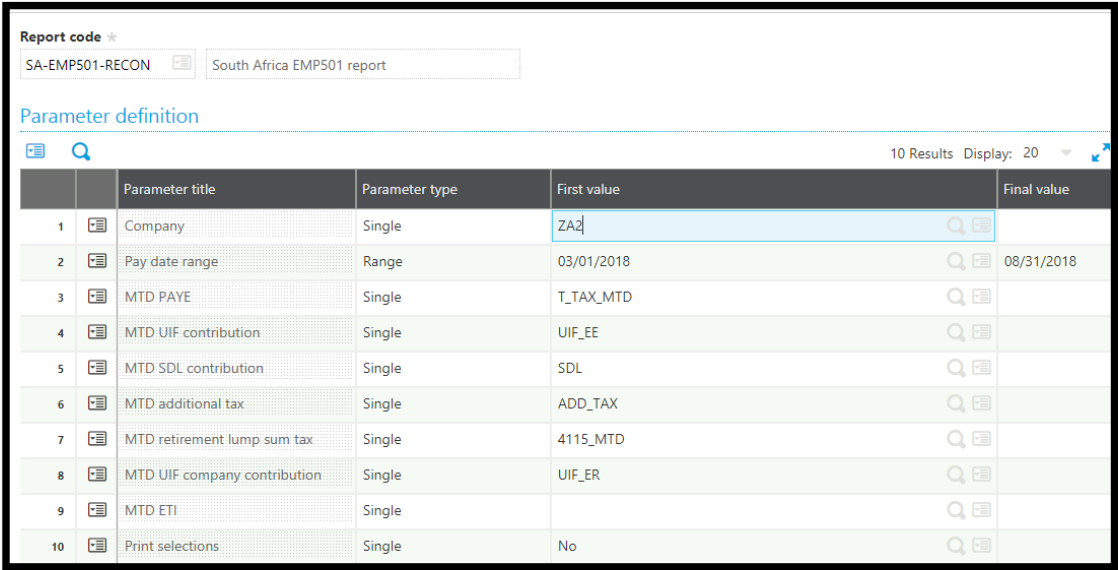 Report code *
SA-EMP501-RECON South Africa EMP501 report
Parameter definition
10 Results Display: 20
Parameter title Parameter type First value Final value
1 Company Single ZA2
2 Pay date range Range 03/01/2018 08/31/2018
3 MTD PAYE Single T_TAX_MTD
4 MTD UIF contribution Single UIF_EE
5 MTD SDL contribution Single SDL
6 MTD additional tax Single ADD_TAX
7 MTD retirement lump sum tax Single 4115_MTD
8 MTD UIF company contribution Single UIF_ER
9 MTD ETI Single
10 Print selections Single No